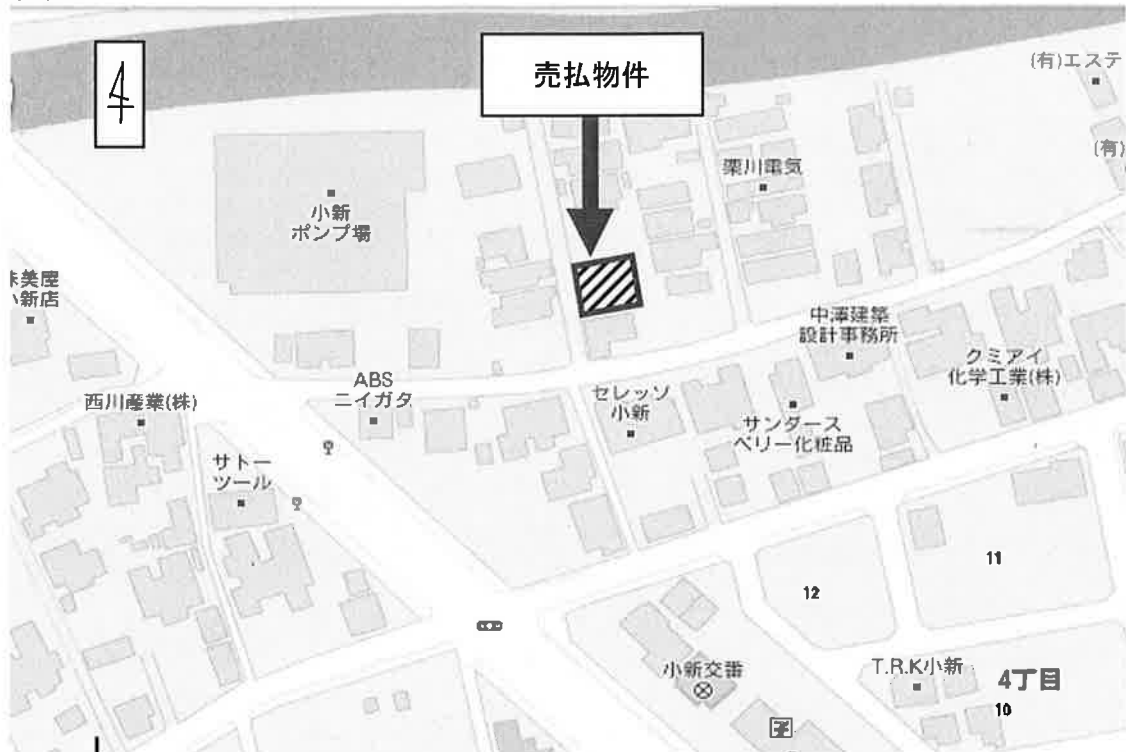 4
売払物件
(有)エステ
(有)
栗川電気
小新
ポンプ場
小新店
中澤建築
設計事務所
クミアイ
化学工業(株)
ABS
ニイガタ
西川産業(株)
セレッソ
小新
サンダース
ペリー化粧品
サトー
ツール
11
12
小新交番
T.R.K小新
4丁目
10